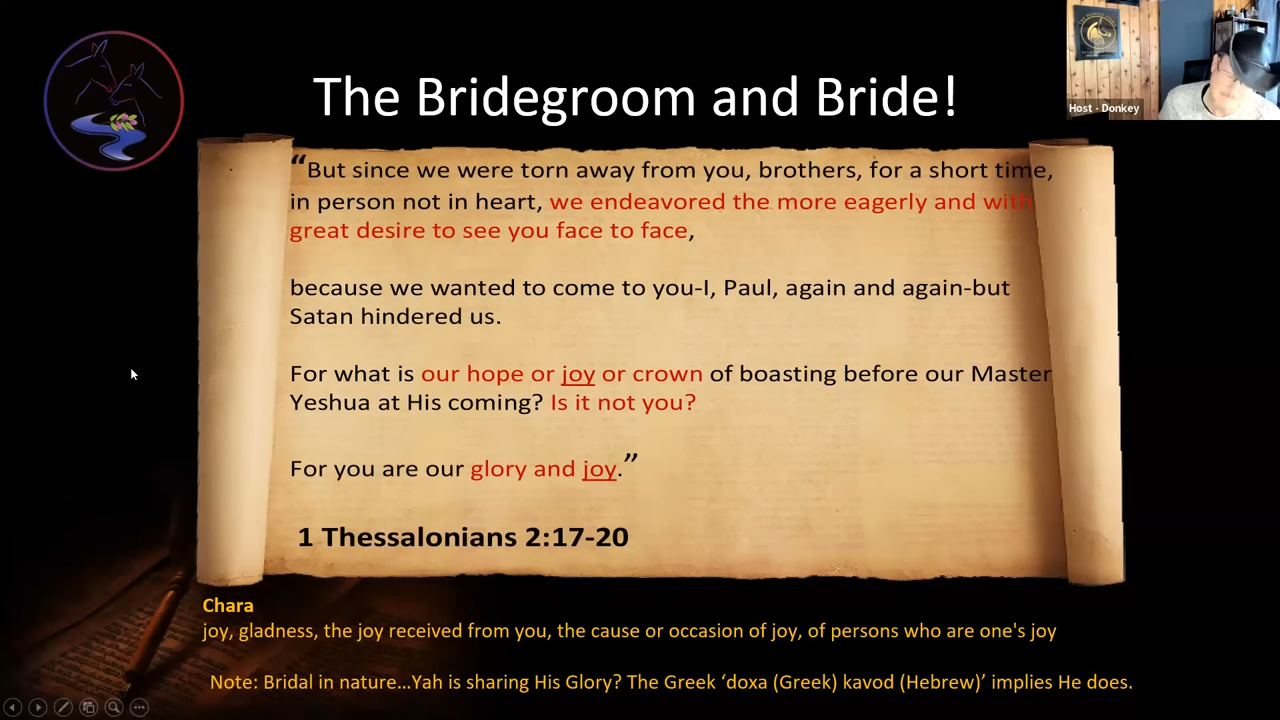 The Bridegroom and Bride!
Host - Donkey
“But since we were torn away from you, brothers, for a short time,
in person not in heart, we endeavored the more eagerly and with
great desire to see you face to face,
because we wanted to come to you-I, Paul, again and again-but
Satan hindered us.
For what is our hope or joy or crown of boasting before our Master
Yeshua at His coming? Is it not you?
For you are our glory and joy.”
1 Thessalonians 2:17-20
Chara
joy, gladness, the joy received from you, the cause or occasion of joy, of persons who are one's joy
Note: Bridal in nature…Yah is sharing His Glory? The Greek ‘doxa (Greek) kavod (Hebrew)’ implies He does.